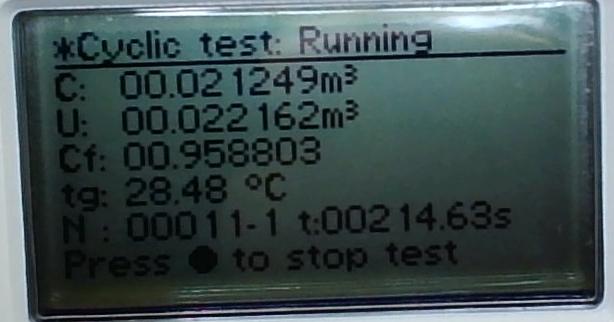 *Cyclic test: Running
C: 00.021249m³
U: 00.022162m³
Cf: 00.958803
tg: 28.48 °C
N : 00011-1 t:00214.63s
Press ● to stop test